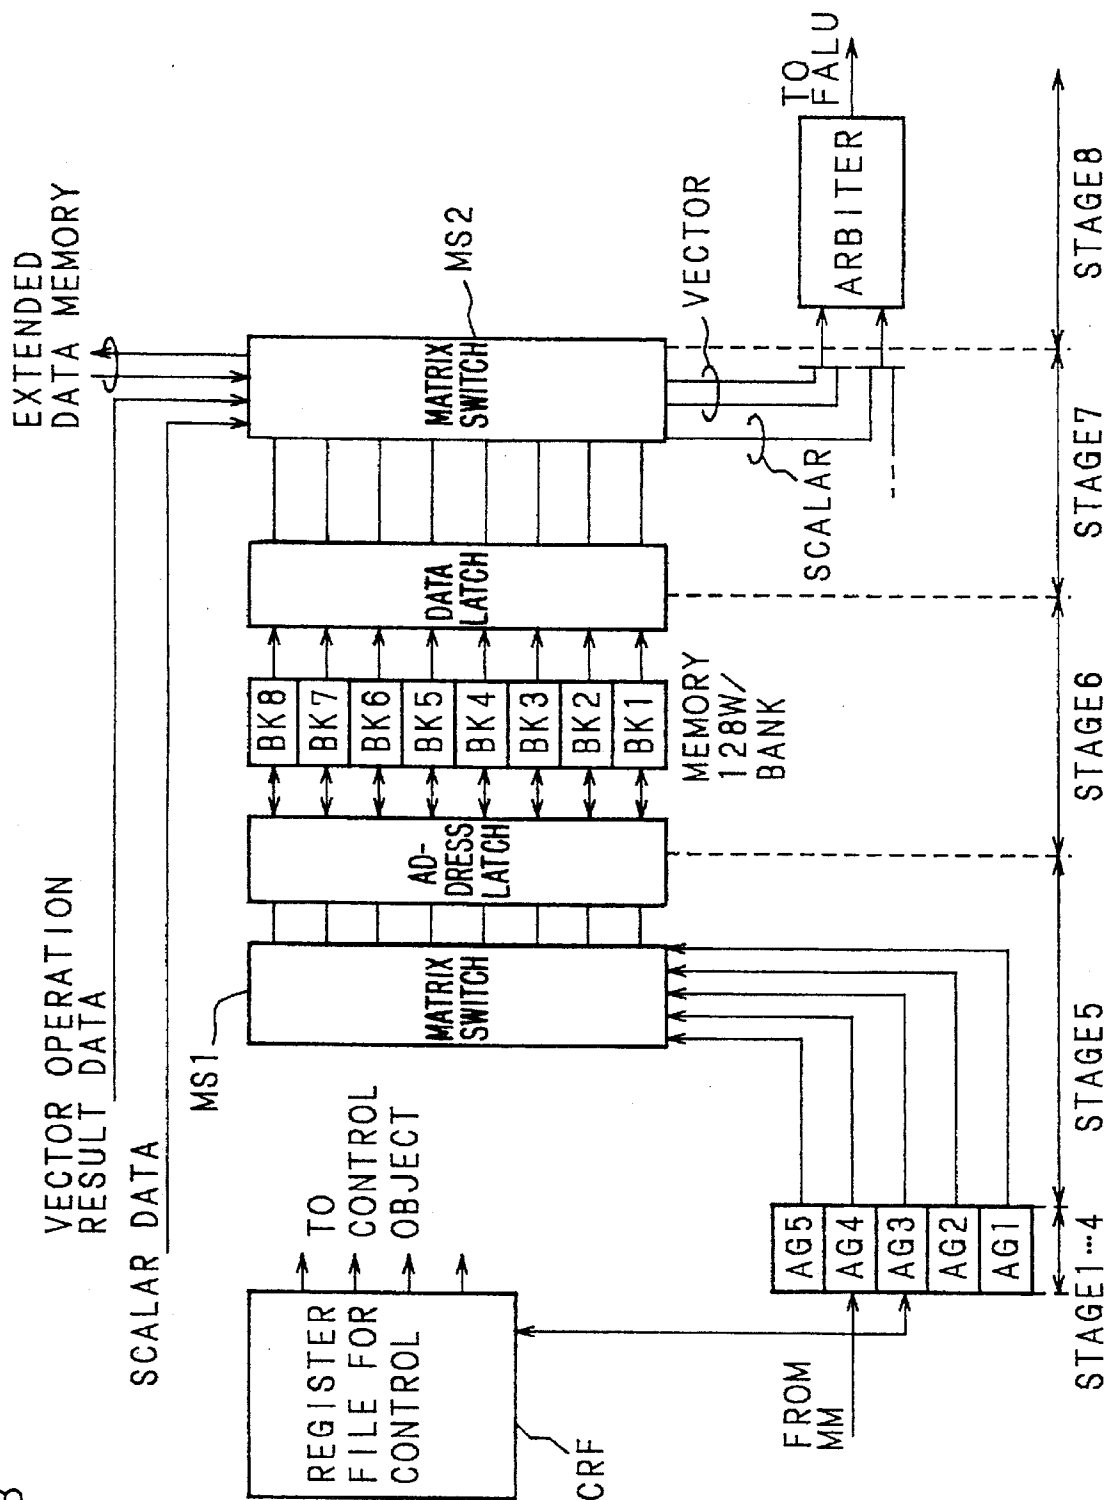 EXTENDED
DATA MEMORY
VECTOR OPERATION
RESULT DATA
SCALAR DATA
MS1
MS2
REGISTER
FILE FOR
CONTROL
TO
CONTROL
OBJECT
CRF
MATRIX
SWITCH
AD-
DRESS
LATCH
BK8
BK7
BK6
BK5
BK4
BK3
BK2
BK1
MEMORY
128W/
BANK
DATA
LATCH
MATRIX
SWITCH
VECTOR
SCALAR
ARBITER
TO
FALU
FROM
MM
AG5
AG4
AG3
AG2
AG1
STAGE1···4
STAGE5
STAGE6
STAGE7
STAGE8